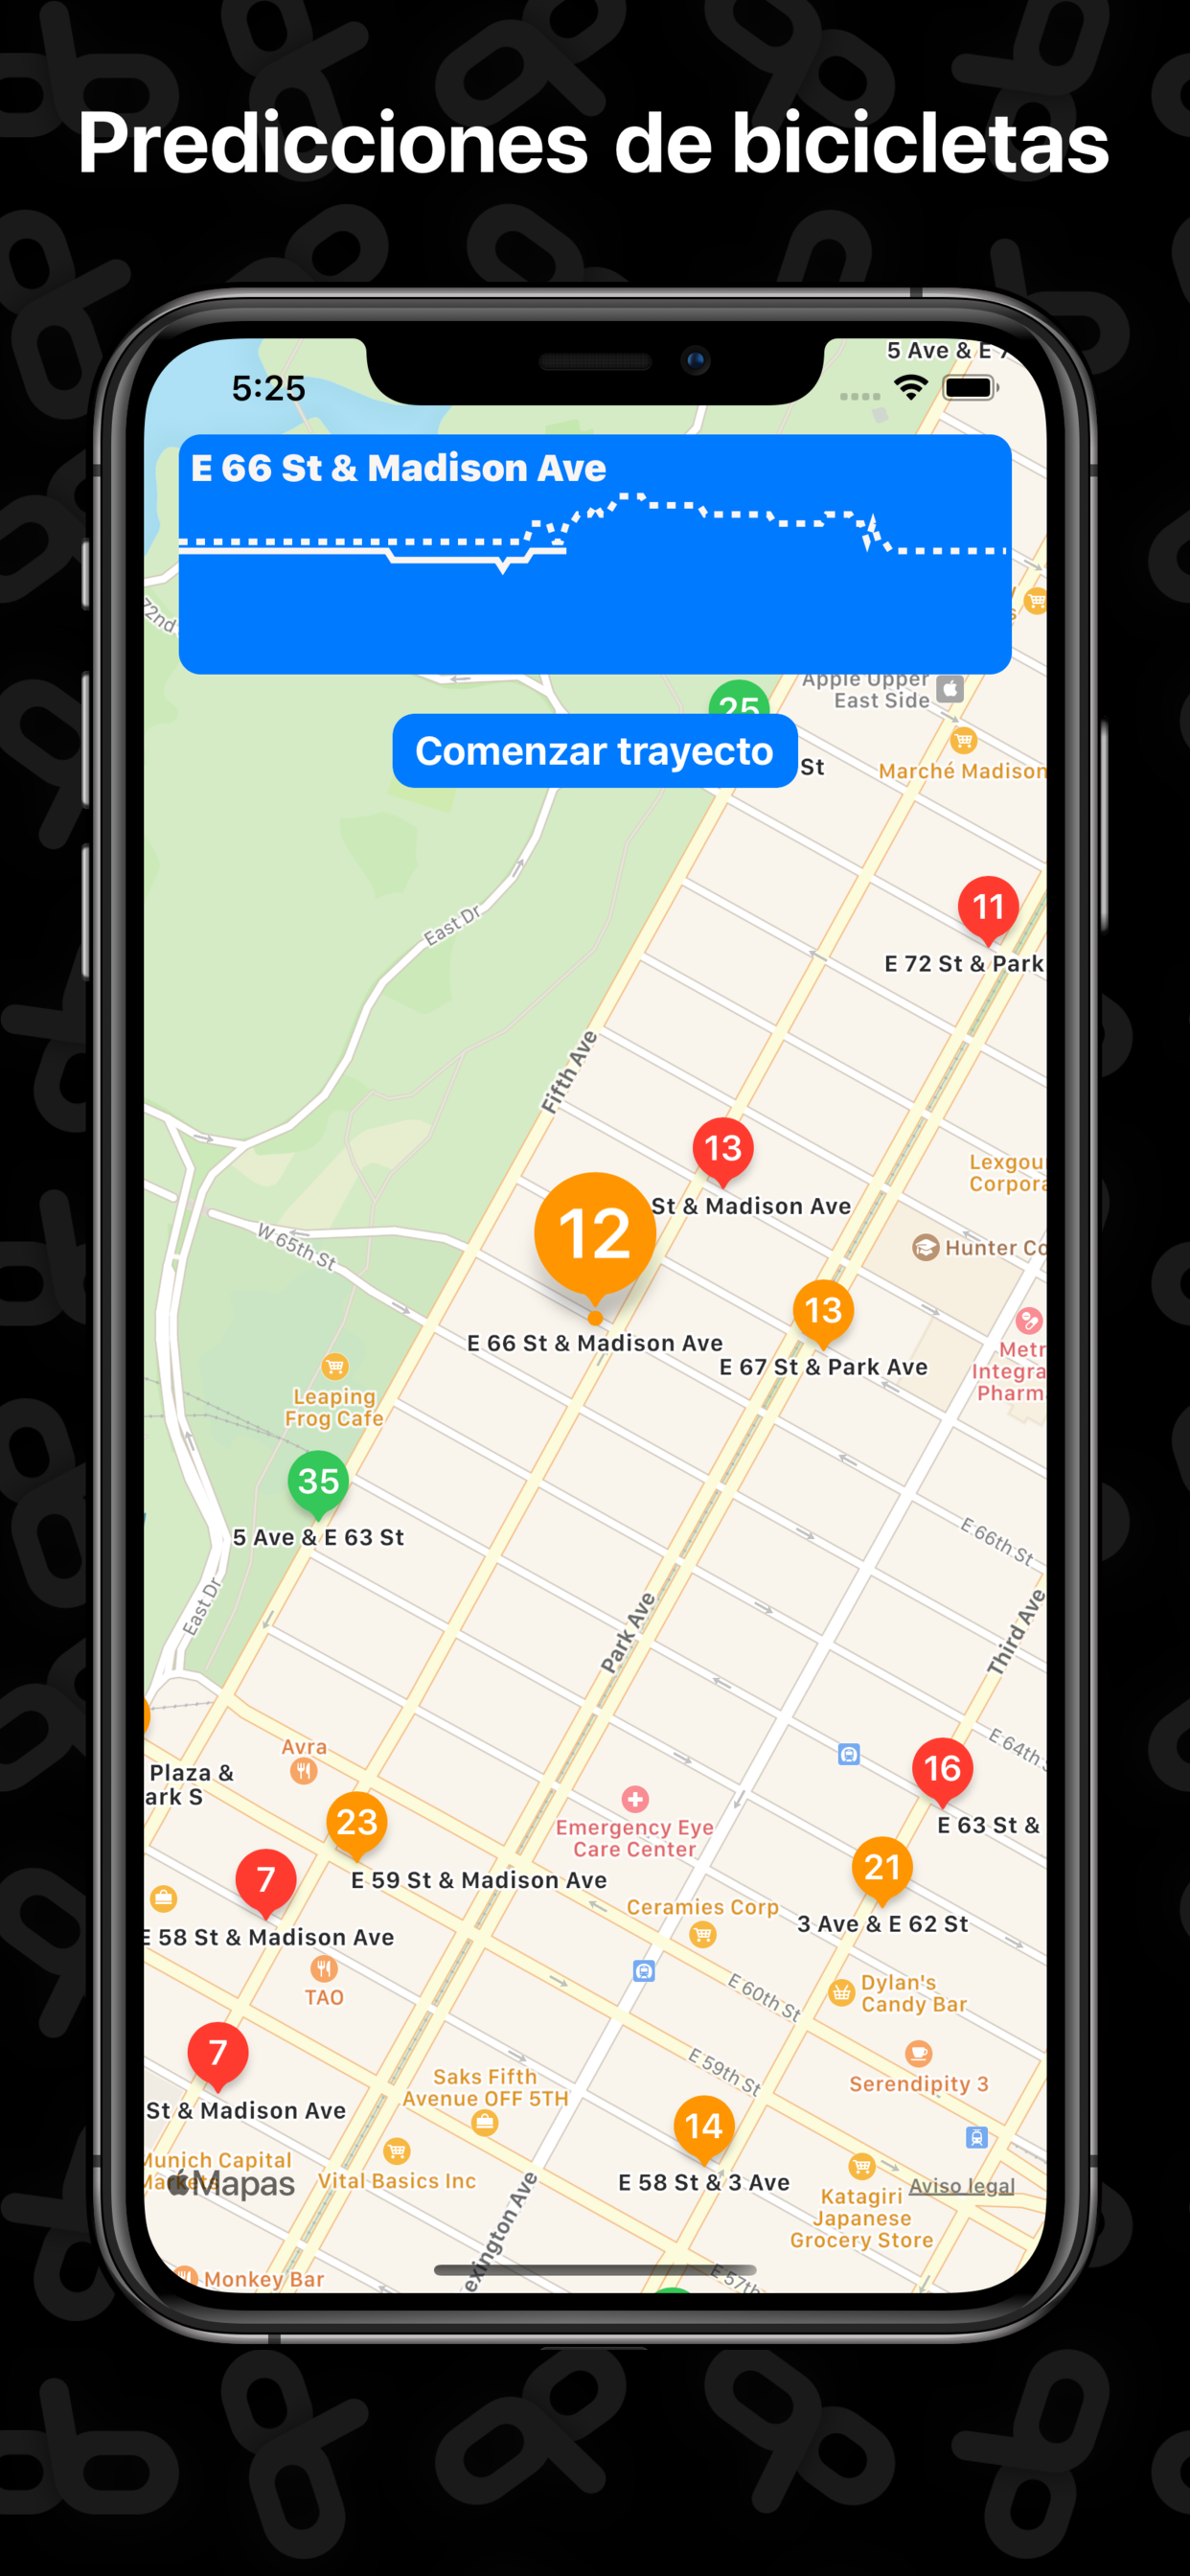 Predicciones de bicicletas
5 Ave & E 7
5:25
E 66 St & Madison Ave
72nd
Apple Upper
East Side
25
Comenzar trayecto
St
Marché Madison
11
E 72 St & Park
East Dr
Fifth Ave
13
St & Madison Ave
Lexgour
Corpora
12
W 65th St
Hunter Co
13
E 66 St & Madison Ave
E 67 St & Park Ave
Metr
Integra
Pharm
Leaping
Frog Cafe
35
5 Ave & E 63 St
E 66th St
East Dr
Park Ave
Third Ave
Avra
E 64th
Plaza &
ark S
16
Emergency Eye
Care Center
23
E 63 St &
21
7
E 59 St & Madison Ave
Ceramies Corp
3 Ave & E 62 St
E 58 St & Madison Ave
TAO
E 60th St
Dylan's
Candy Bar
7
E 59th St
Saks Fifth
Avenue OFF 5TH
Serendipity 3
St & Madison Ave
14
Munich Capital
Markets
Mapas
Vital Basics Inc
E 58 St & 3 Ave
Aviso legal
Katagiri
Japanese
Grocery Store
exington Ave
Monkey Bar
E 57th